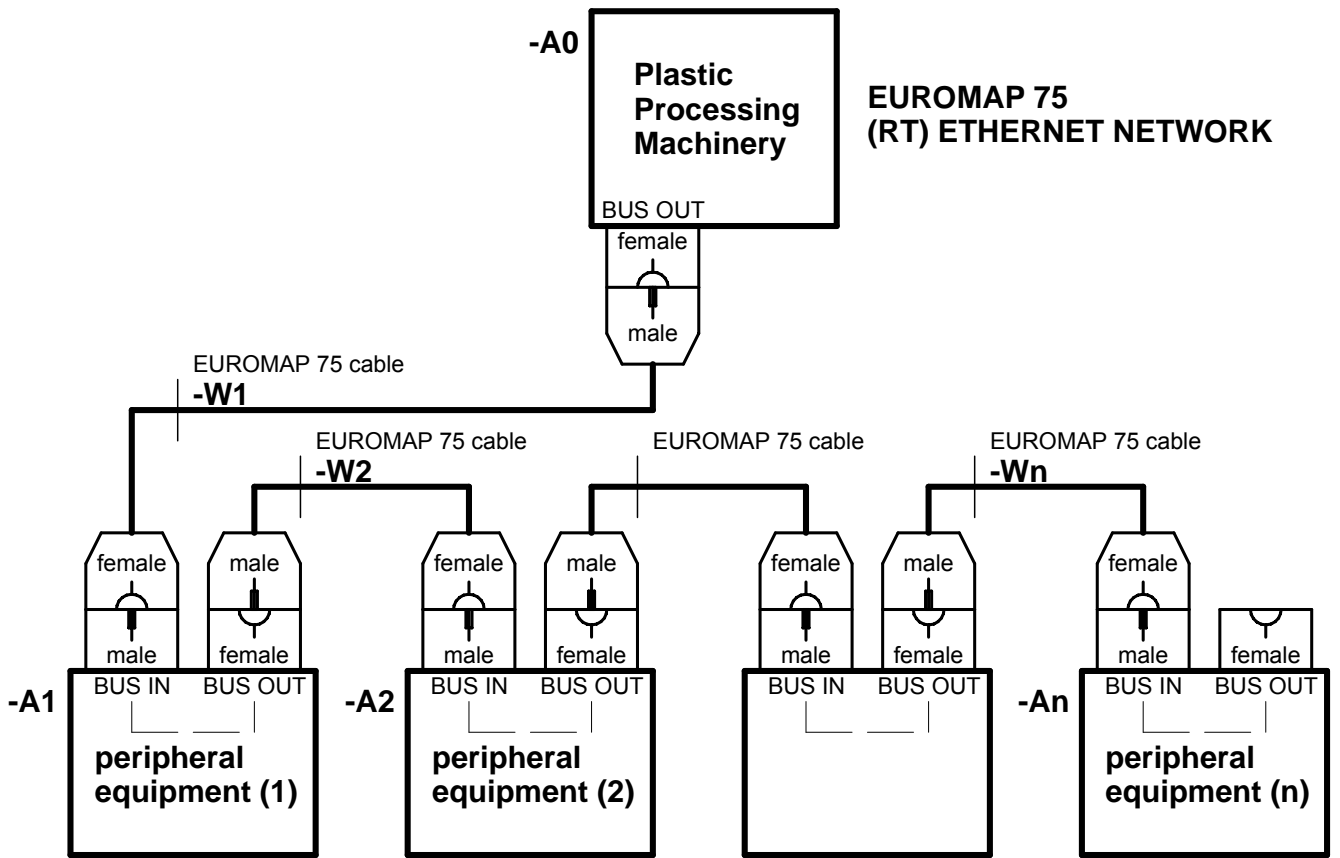 -A0
Plastic
Processing
Machinery
EUROMAP 75
(RT) ETHERNET NETWORK
BUS OUT
female
male
EUROMAP 75 cable
-W1
EUROMAP 75 cable
-W2
EUROMAP 75 cable
EUROMAP 75 cable
-Wn
female
male
female
male
female
male
female
male
female
male
female
male
female
male
female
BUS IN
BUS OUT
BUS IN
BUS OUT
BUS IN
BUS OUT
BUS IN
BUS OUT
-A1
-A2
-An
peripheral
equipment (1)
peripheral
equipment (2)
peripheral
equipment (n)